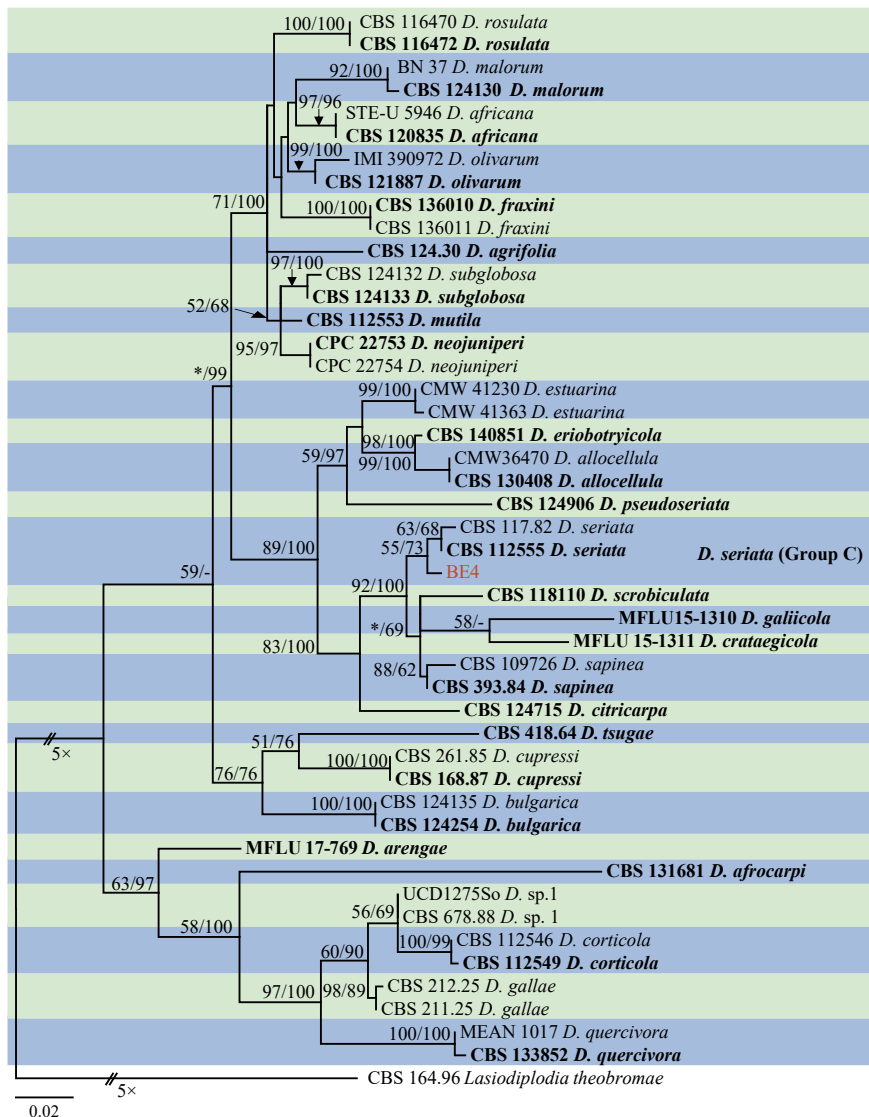 100/100
CBS 116470 D. rosulata
CBS 116472 D. rosulata
92/100
BN 37 D. malorum
CBS 124130 D. malorum
97/96
STE-U 5946 D. africana
CBS 120835 D. africana
99/100
IMI 390972 D. olivarum
CBS 121887 D. olivarum
71/100
100/100
CBS 136010 D. fraxini
CBS 136011 D. fraxini
CBS 124.30 D. agrifolia
97/100
CBS 124132 D. subglobosa
CBS 124133 D. subglobosa
52/68
CBS 112553 D. mutila
95/97
CPC 22753 D. neojuniperi
CPC 22754 D. neojuniperi
*/99
99/100
CMW 41230 D. estuarina
CMW 41363 D. estuarina
98/100
CBS 140851 D. eriobotryicola
59/97
99/100
CMW36470 D. allocellula
CBS 130408 D. allocellula
CBS 124906 D. pseudoseriata
63/68
CBS 117.82 D. seriata
89/100
55/73
CBS 112555 D. seriata
D. seriata (Group C)
BE4
59/-
92/100
CBS 118110 D. scrobiculata
58/-
MFLU15-1310 D. galiicola
*/69
MFLU 15-1311 D. crataegicola
83/100
88/62
CBS 109726 D. sapinea
CBS 393.84 D. sapinea
CBS 124715 D. citricarpa
5×
51/76
CBS 418.64 D. tsugae
76/76
100/100
CBS 261.85 D. cupressi
CBS 168.87 D. cupressi
100/100
CBS 124135 D. bulgarica
CBS 124254 D. bulgarica
MFLU 17-769 D. arengae
63/97
CBS 131681 D. afrocarpi
58/100
56/69
UCD1275So D. sp.1
CBS 678.88 D. sp. 1
60/90
100/99
CBS 112546 D. corticola
CBS 112549 D. corticola
97/100
98/89
CBS 212.25 D. gallae
CBS 211.25 D. gallae
100/100
MEAN 1017 D. quercivora
CBS 133852 D. quercivora
5×
CBS 164.96 Lasiodiplodia theobromae
0.02